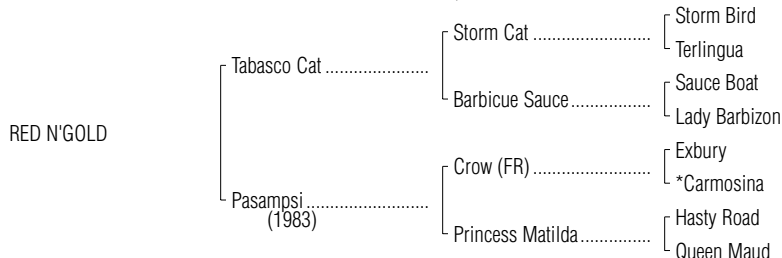 Storm Bird
Storm Cat ..............................
Terlingua
Tabasco Cat ..........................
Sauce Boat
Barbicue Sauce....................
Lady Barbizon
RED N'GOLD
Exbury
Crow (FR) ..............................
*Carmosina
Pasampsi ...............................
(1983)
Hasty Road
Princess Matilda..................
Queen Maud